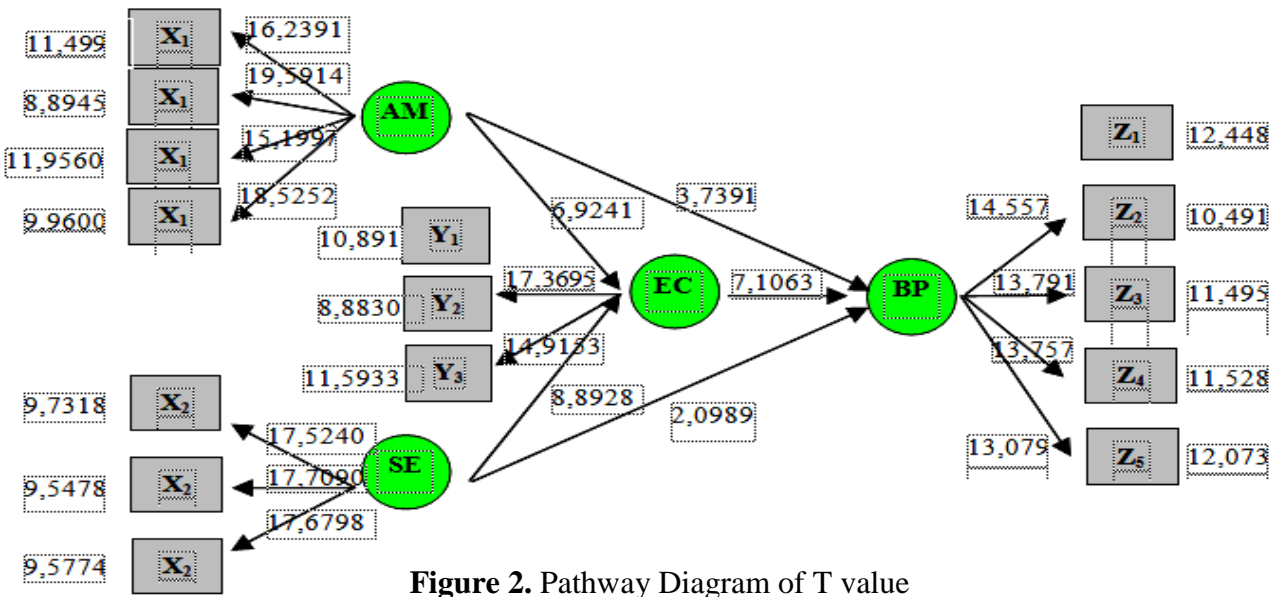 11,499 X₁ 16,2391
8,8945 X₁ 19,5914 AM
11,9560 X₁ 15,1997
9,9600 X₁ 18,5252
6,9241 3,7391
Z₁ 12,448
14,557 Z₂ 10,491
10,891 Y₁
8,8830 Y₂ 17,3695 EC 7,1063 BP 13,791 Z₃ 11,495
11,5933 Y₃ 14,9153
13,757 Z₄ 11,528
8,8928 2,0989
13,079 Z₅ 12,073
9,7318 X₂ 17,5240
9,5478 X₂ 17,7090 SE
9,5774 X₂ 17,6798
Figure 2. Pathway Diagram of T value